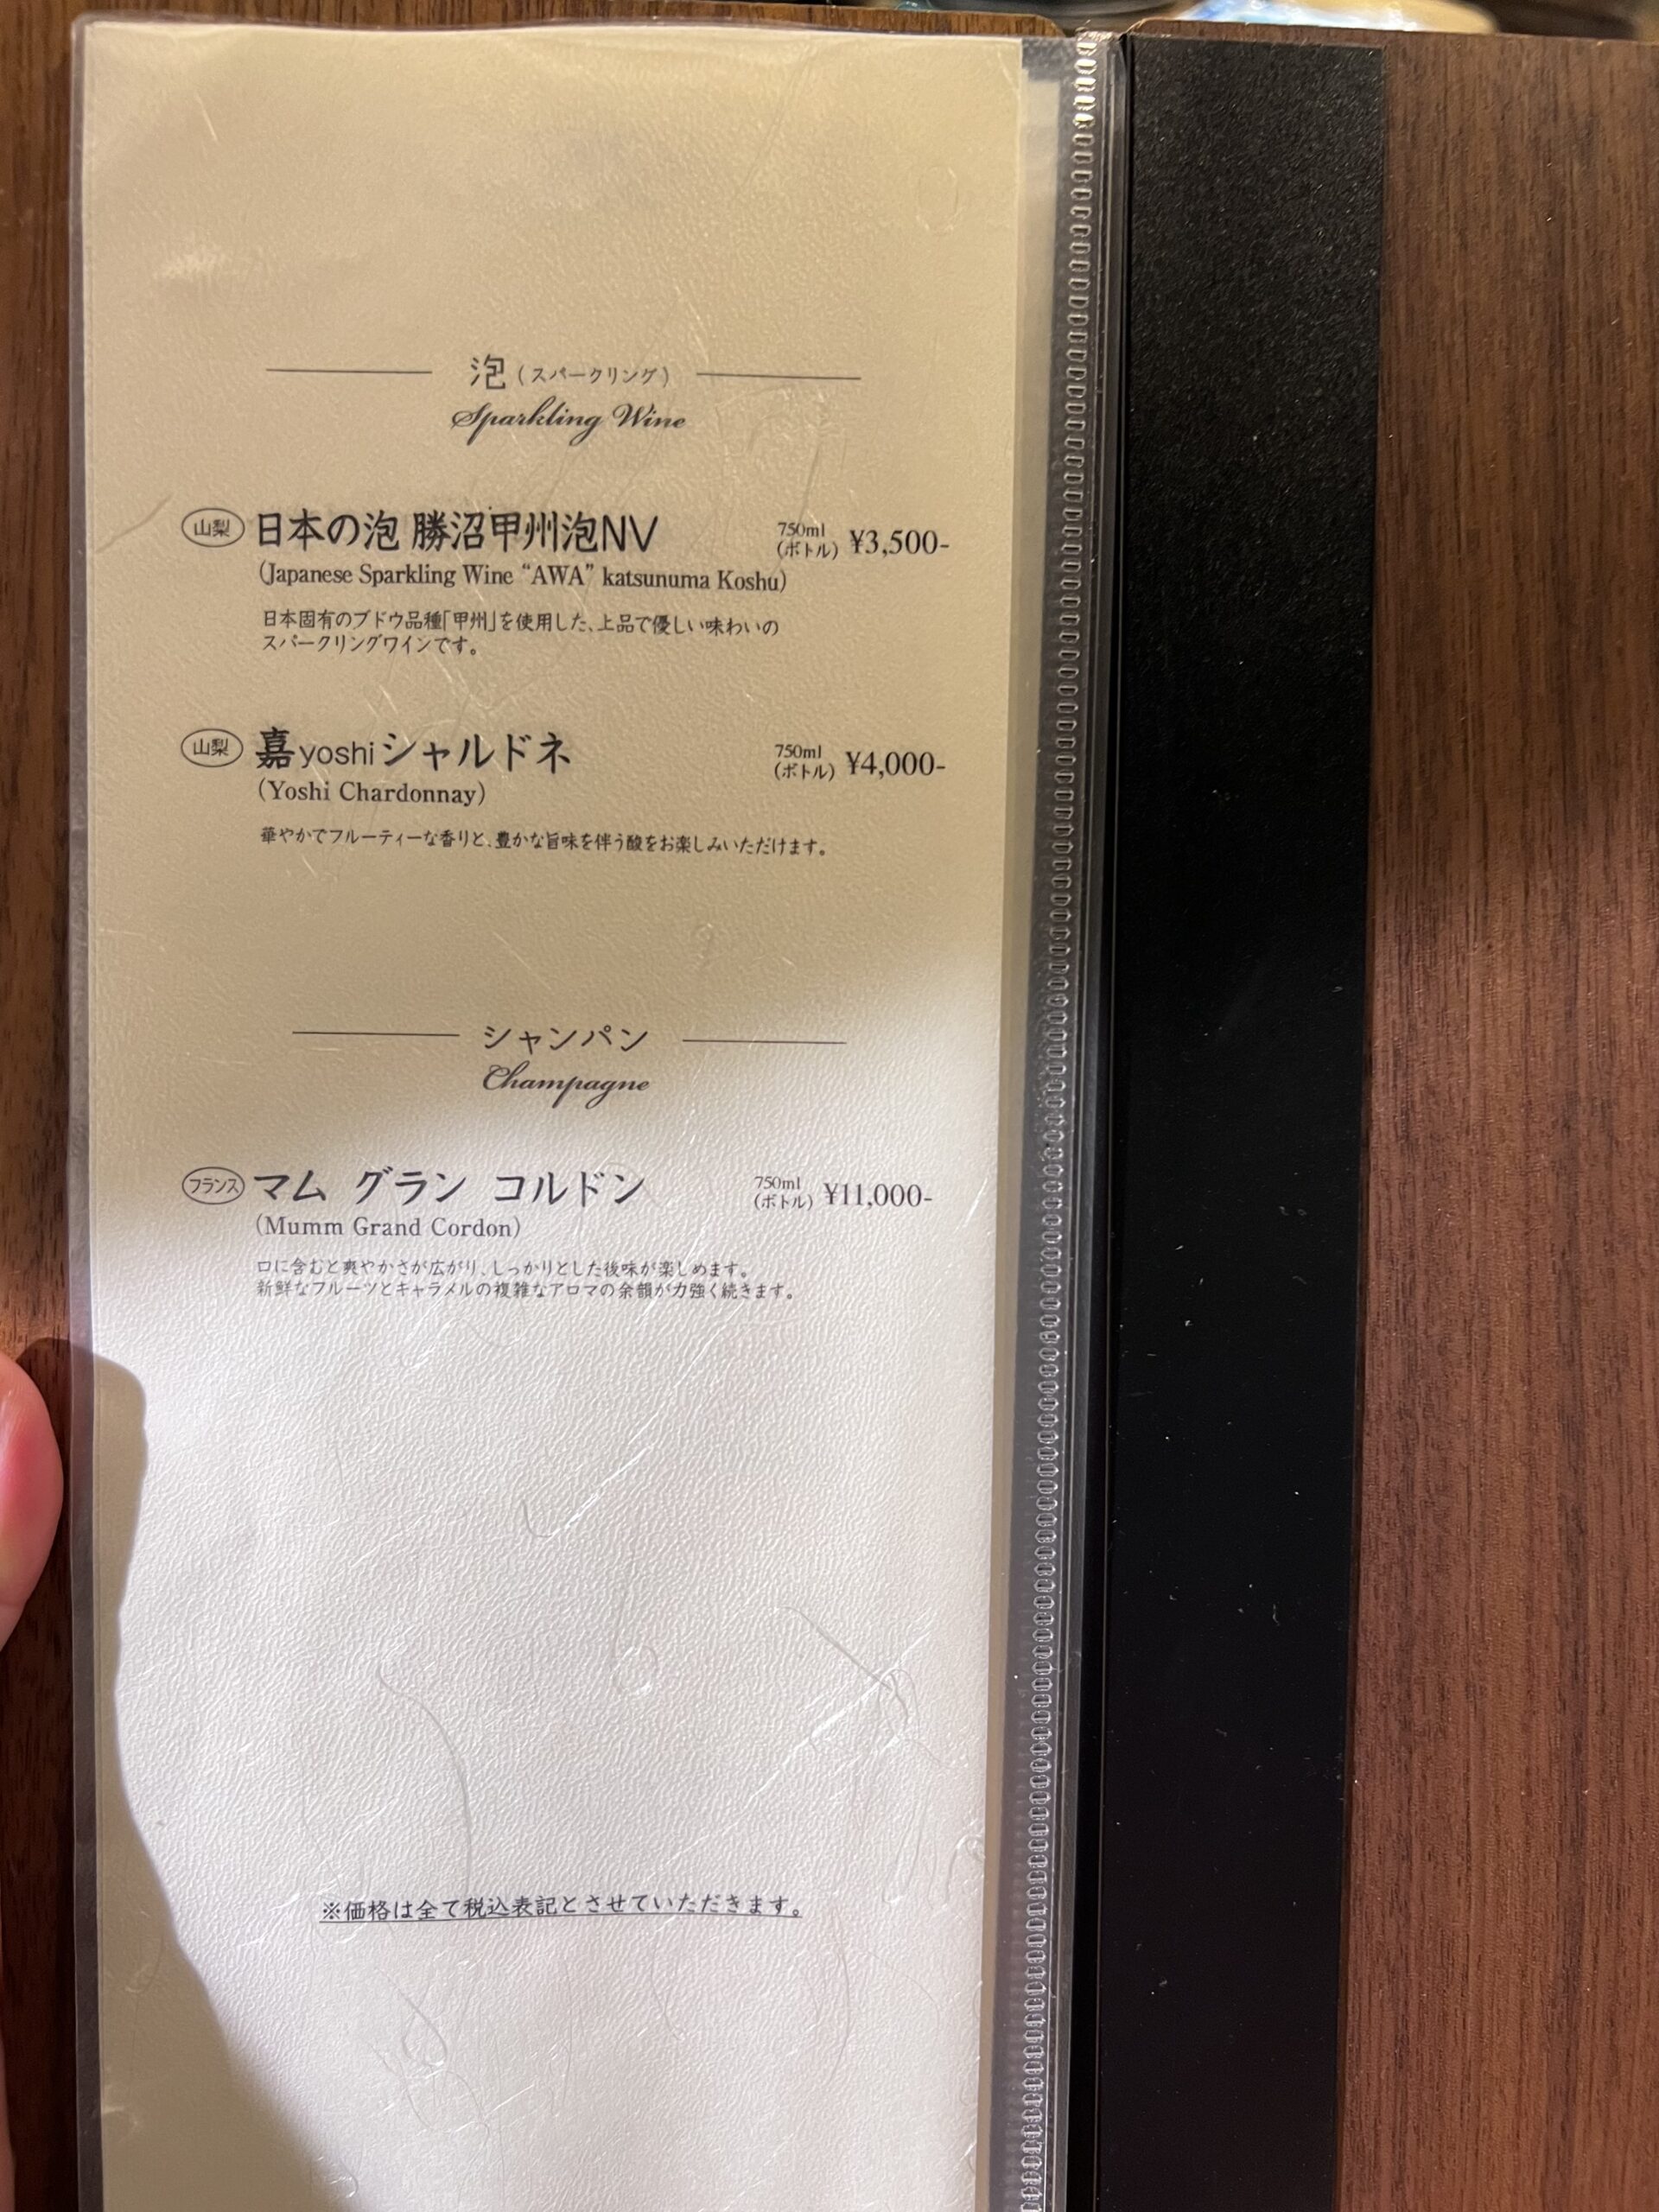 泡(スパークリング)
Sparkling Wine
山梨 日本の泡 勝沼甲州泡NV 750ml (ボトル) ¥3,500-
(Japanese Sparkling Wine “AWA” katsunuma Koshu)
日本固有のブドウ品種「甲州」を使用した、上品で優しい味わいの
スパークリングワインです。
山梨 嘉yoshiシャルドネ 750ml (ボトル) ¥4,000-
(Yoshi Chardonnay)
華やかでフルーティーな香りと、豊かな旨味を伴う酸をお楽しみいただけます。
シャンパン
Champagne
フランス マム グラン コルドン 750ml (ボトル) ¥11,000-
(Mumm Grand Cordon)
口に含むと爽やかさが広がり、しっかりとした後味が楽しめます。
新鮮なフルーツとキャラメルの複雑なアロマの余韻が力強く続きます。
※価格は全て税込表記とさせていただきます。